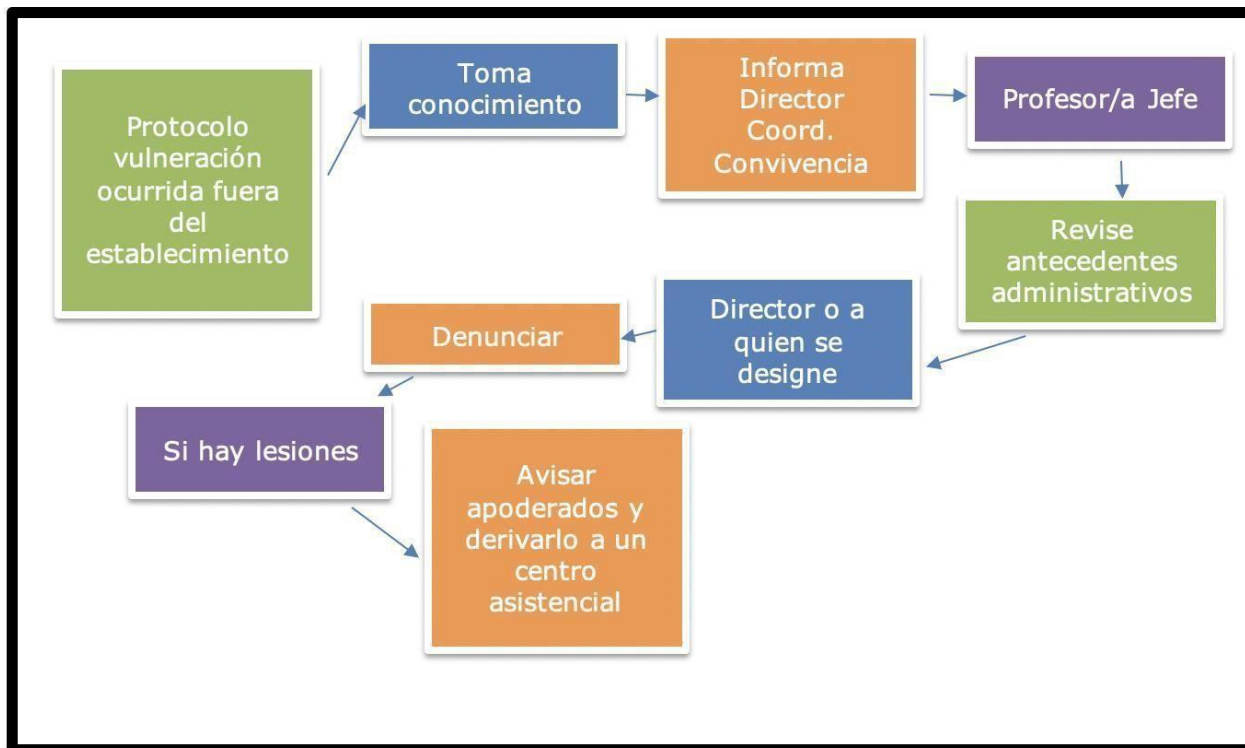 Protocolo
vulneración
ocurrida fuera
del
establecimiento
Toma
conocimiento
Informa
Director
Coord.
Convivencia
Profesor/a Jefe
Revise
antecedentes
administrativos
Director o a
quien se
designe
Denunciar
Si hay lesiones
Avisar
apoderados y
derivarlo a un
centro
asistencial